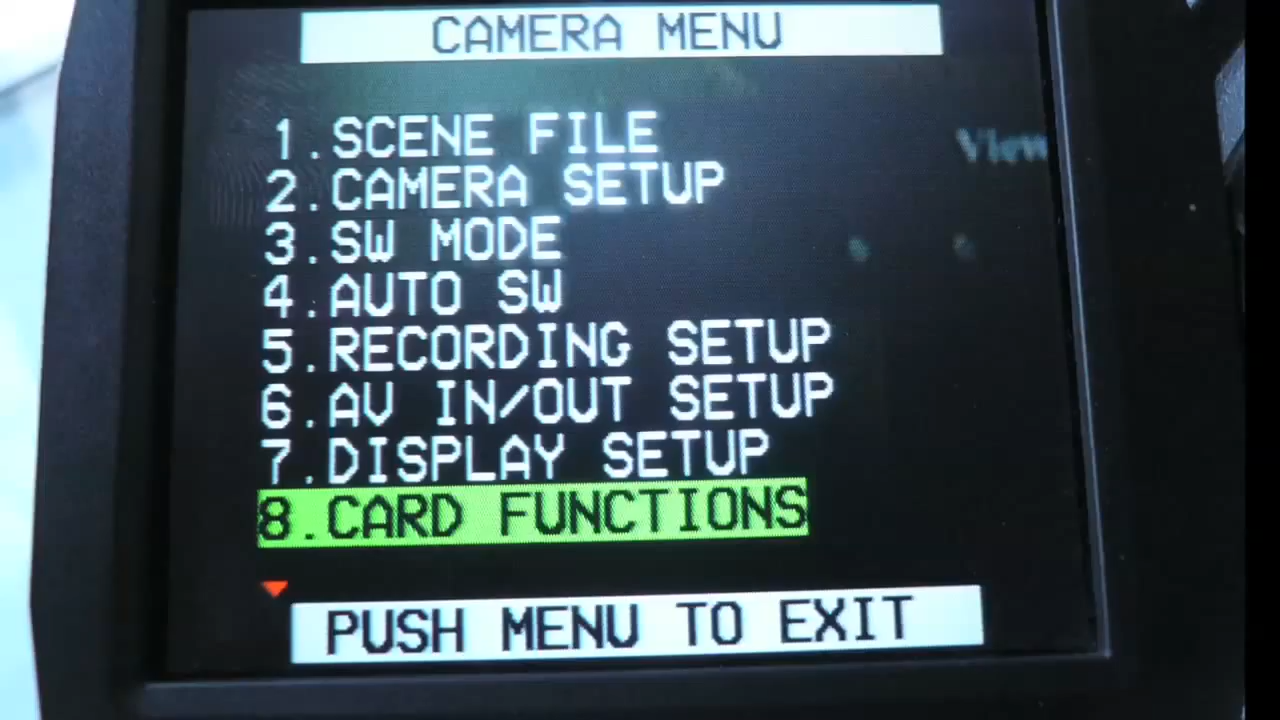 CAMERA MENU
1.SCENE FILE
View
2.CAMERA SETUP
3.SW MODE
4.AUTO SW
5.RECORDING SETUP
6.AV IN/OUT SETUP
7.DISPLAY SETUP
8.CARD FUNCTIONS
PUSH MENU TO EXIT